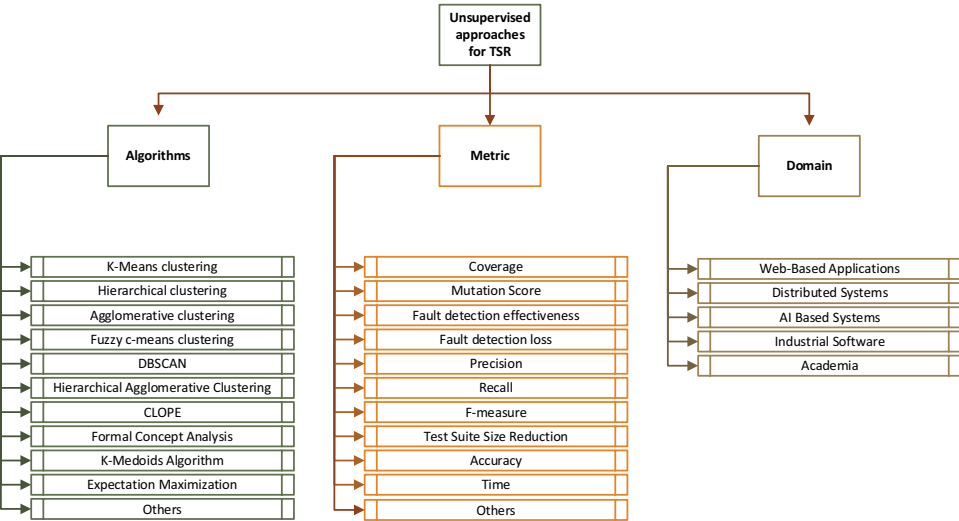 Unsupervised
approaches
for TSR
Algorithms
Metric
Domain
K-Means clustering
Hierarchical clustering
Agglomerative clustering
Fuzzy c-means clustering
DBSCAN
Hierarchical Agglomerative Clustering
CLOPE
Formal Concept Analysis
K-Medoids Algorithm
Expectation Maximization
Others
Coverage
Mutation Score
Fault detection effectiveness
Fault detection loss
Precision
Recall
F-measure
Test Suite Size Reduction
Accuracy
Time
Others
Web-Based Applications
Distributed Systems
AI Based Systems
Industrial Software
Academia